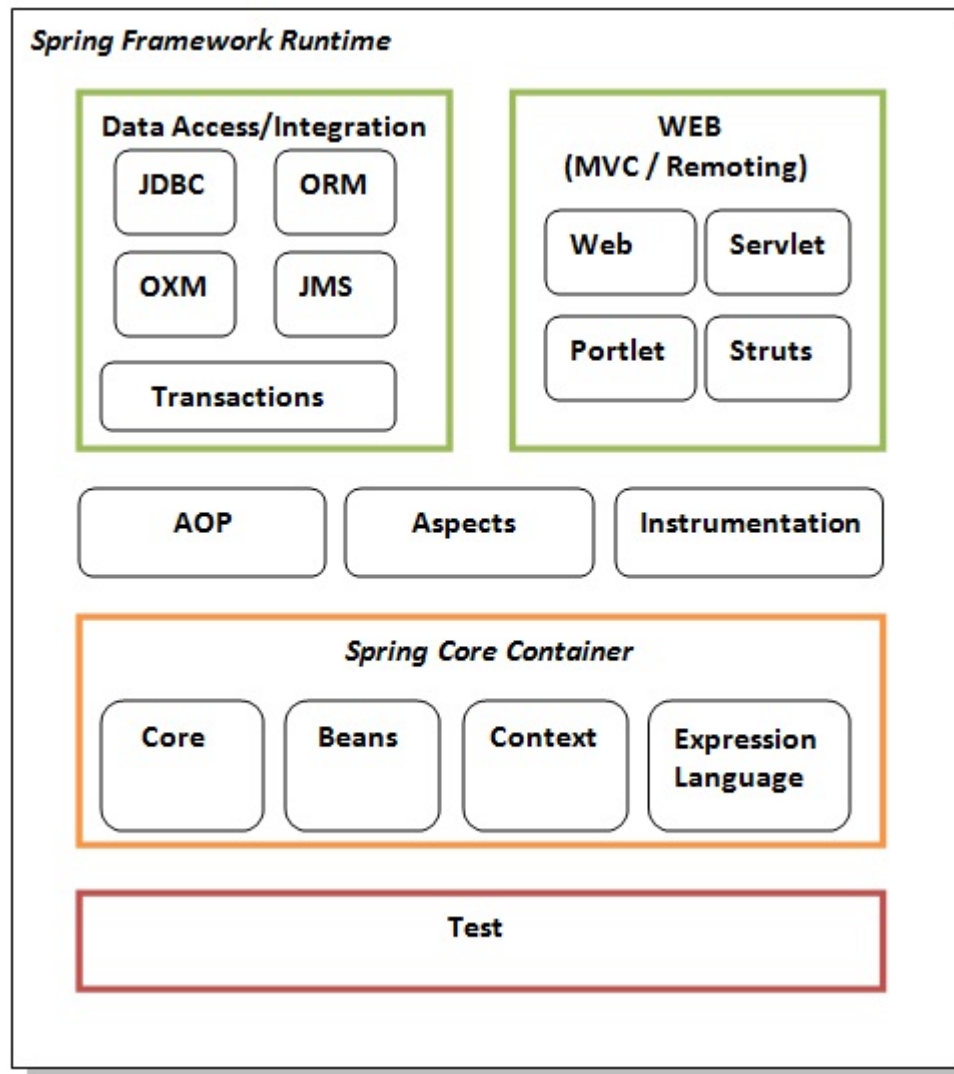 Spring Framework Runtime
Data Access/Integration
JDBC
ORM
OXM
JMS
Transactions
WEB
(MVC / Remoting)
Web
Servlet
Portlet
Struts
AOP
Aspects
Instrumentation
Spring Core Container
Core
Beans
Context
Expression
Language
Test